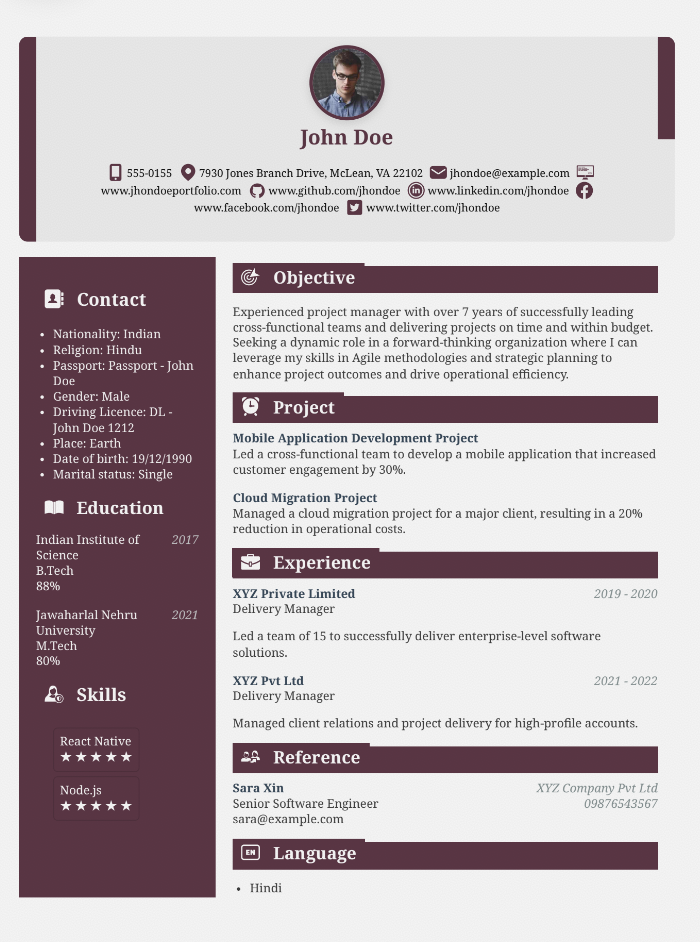 John Doe
555-0155 7930 Jones Branch Drive, McLean, VA 22102 jhondoe@example.com
www.jhondoeportfolio.com www.github.com/jhondoe www.linkedin.com/jhondoe
www.facebook.com/jhondoe www.twitter.com/jhondoe
Contact
• Nationality: Indian
• Religion: Hindu
• Passport: Passport - John
Doe
• Gender: Male
• Driving Licence: DL -
John Doe 1212
• Place: Earth
• Date of birth: 19/12/1990
• Marital status: Single
Education
Indian Institute of 2017
Science
B.Tech
88%
Jawaharlal Nehru 2021
University
M.Tech
80%
Skills
React Native
★★★★★
Node.js
★★★★★
Objective
Experienced project manager with over 7 years of successfully leading
cross-functional teams and delivering projects on time and within budget.
Seeking a dynamic role in a forward-thinking organization where I can
leverage my skills in Agile methodologies and strategic planning to
enhance project outcomes and drive operational efficiency.
Project
Mobile Application Development Project
Led a cross-functional team to develop a mobile application that increased
customer engagement by 30%.
Cloud Migration Project
Managed a cloud migration project for a major client, resulting in a 20%
reduction in operational costs.
Experience
XYZ Private Limited 2019 - 2020
Delivery Manager
Led a team of 15 to successfully deliver enterprise-level software
solutions.
XYZ Pvt Ltd 2021 - 2022
Delivery Manager
Managed client relations and project delivery for high-profile accounts.
Reference
Sara Xin XYZ Company Pvt Ltd
Senior Software Engineer 09876543567
sara@example.com
EN Language
• Hindi